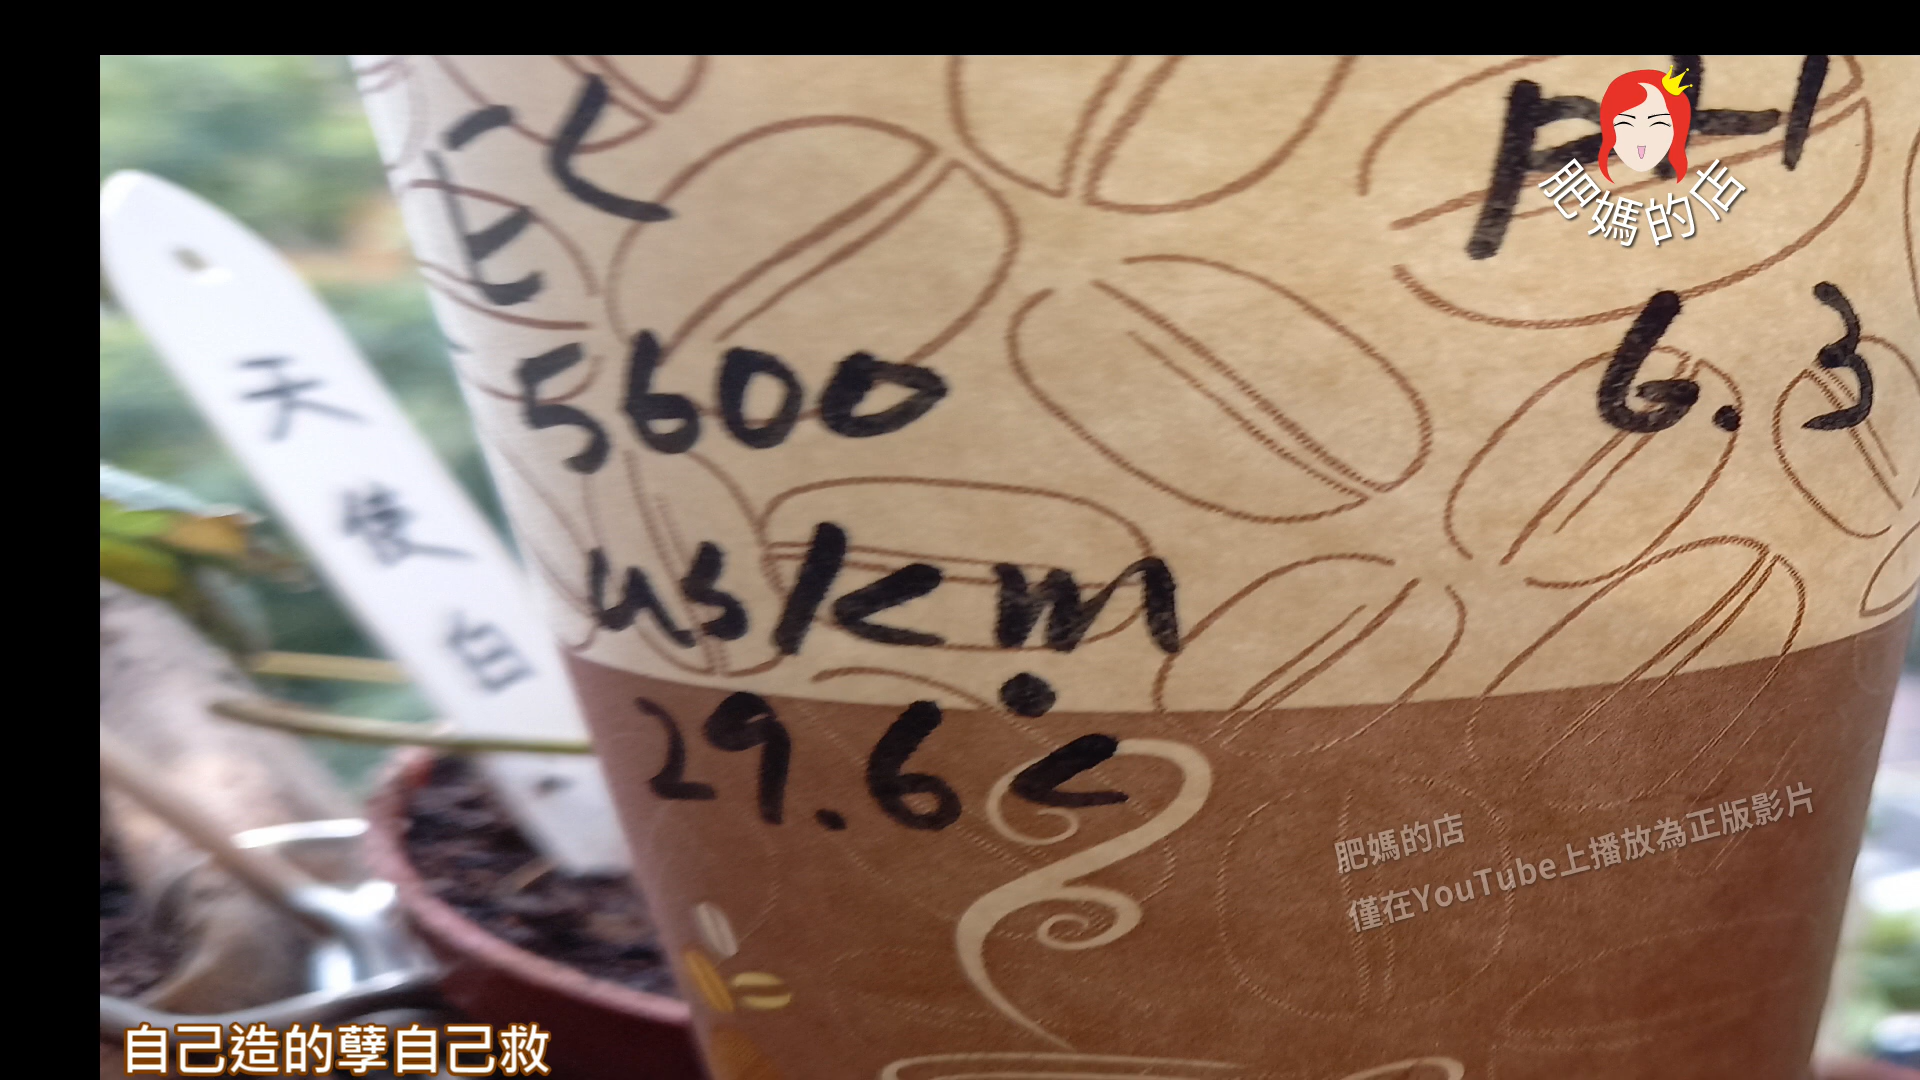 EC
5600
us/cm
29.6°C
PH
6.3
天使白
肥媽的店
肥媽的店
僅在YouTube上播放為正版影片
自己造的孽自己救